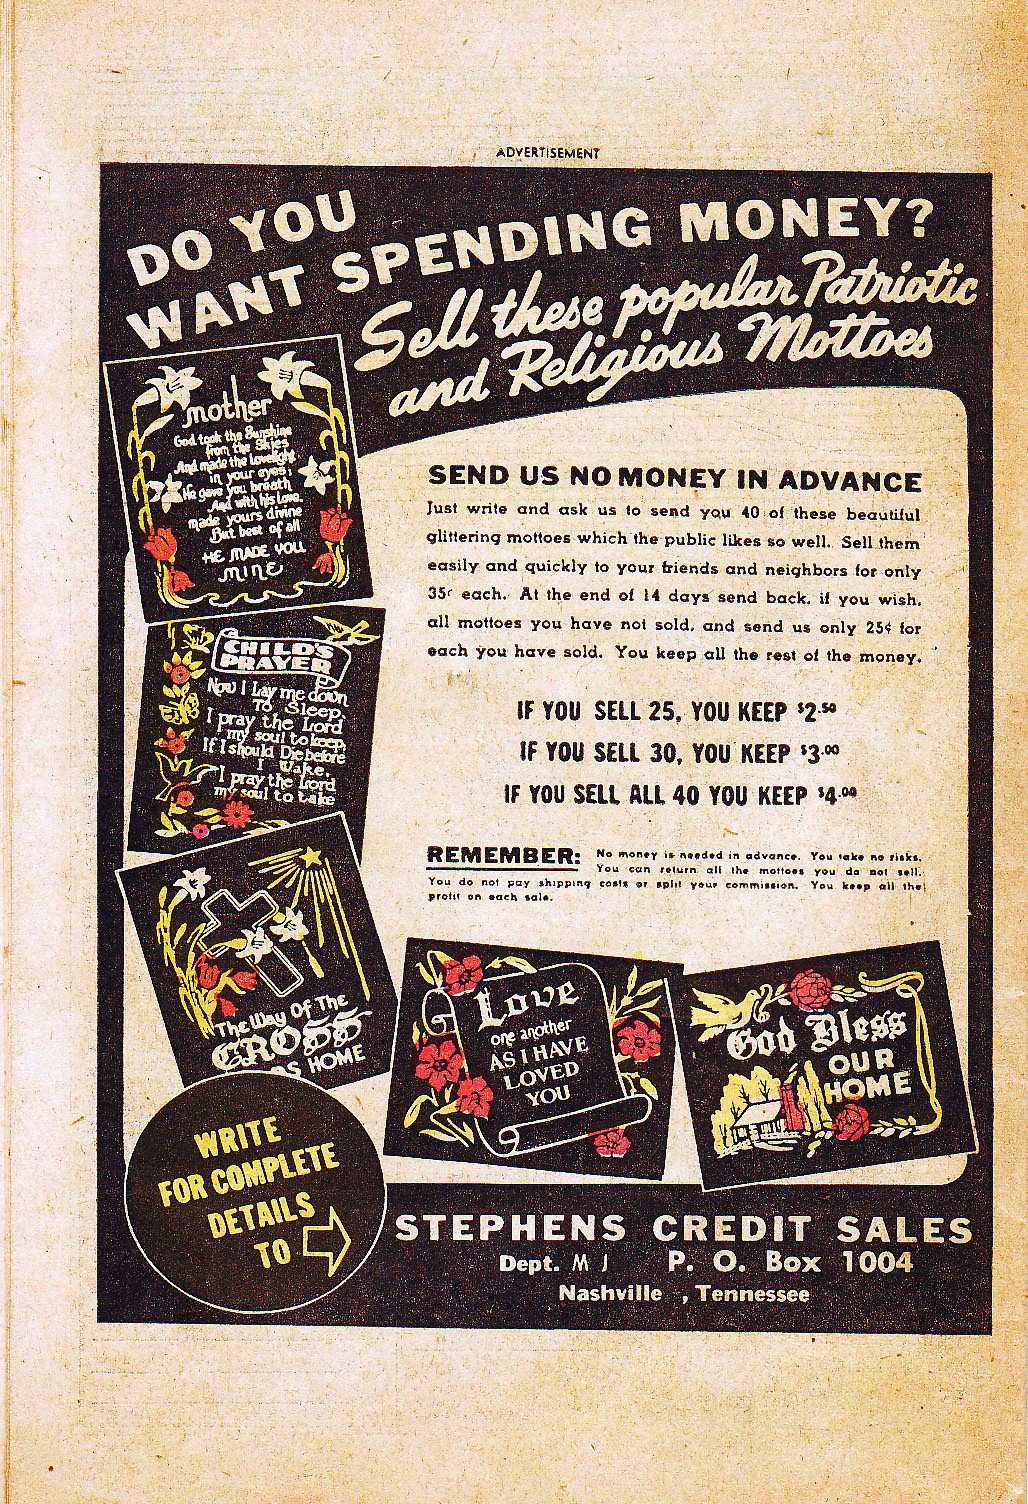 ADVERTISEMENT
DO YOU
WANT SPENDING MONEY?
Sell these popular Patriotic
and Religious Mottoes
mother
God took the Sunshine
from the Skies
And made the Lovelight
in your eyes;
He gave you breath
And with his Love,
made yours divine
But best of all
HE MADE YOU
MINE
CHILD'S
PRAYER
Now I Lay me down
To Sleep,
I pray the Lord
my soul to keep,
If I should Die before
I Wake,
I pray the Lord
my soul to take
The Way Of The
CROSS
HOME
SEND US NO MONEY IN ADVANCE
Just write and ask us to send you 40 of these beautiful
glittering mottoes which the public likes so well. Sell them
easily and quickly to your friends and neighbors for only
35¢ each. At the end of 14 days send back, if you wish,
all mottoes you have not sold, and send us only 25¢ for
each you have sold. You keep all the rest of the money.
IF YOU SELL 25, YOU KEEP $2.50
IF YOU SELL 30, YOU KEEP $3.00
IF YOU SELL ALL 40 YOU KEEP $4.00
REMEMBER: No money is needed in advance. You take no risks.
You can return all the mottoes you do not sell.
You do not pay shipping costs or split your commission. You keep all the
profit on each sale.
Love
one another
AS I HAVE
LOVED
YOU
God Bless
OUR
HOME
WRITE
FOR COMPLETE
DETAILS
TO
STEPHENS CREDIT SALES
Dept. M J P. O. Box 1004
Nashville , Tennessee